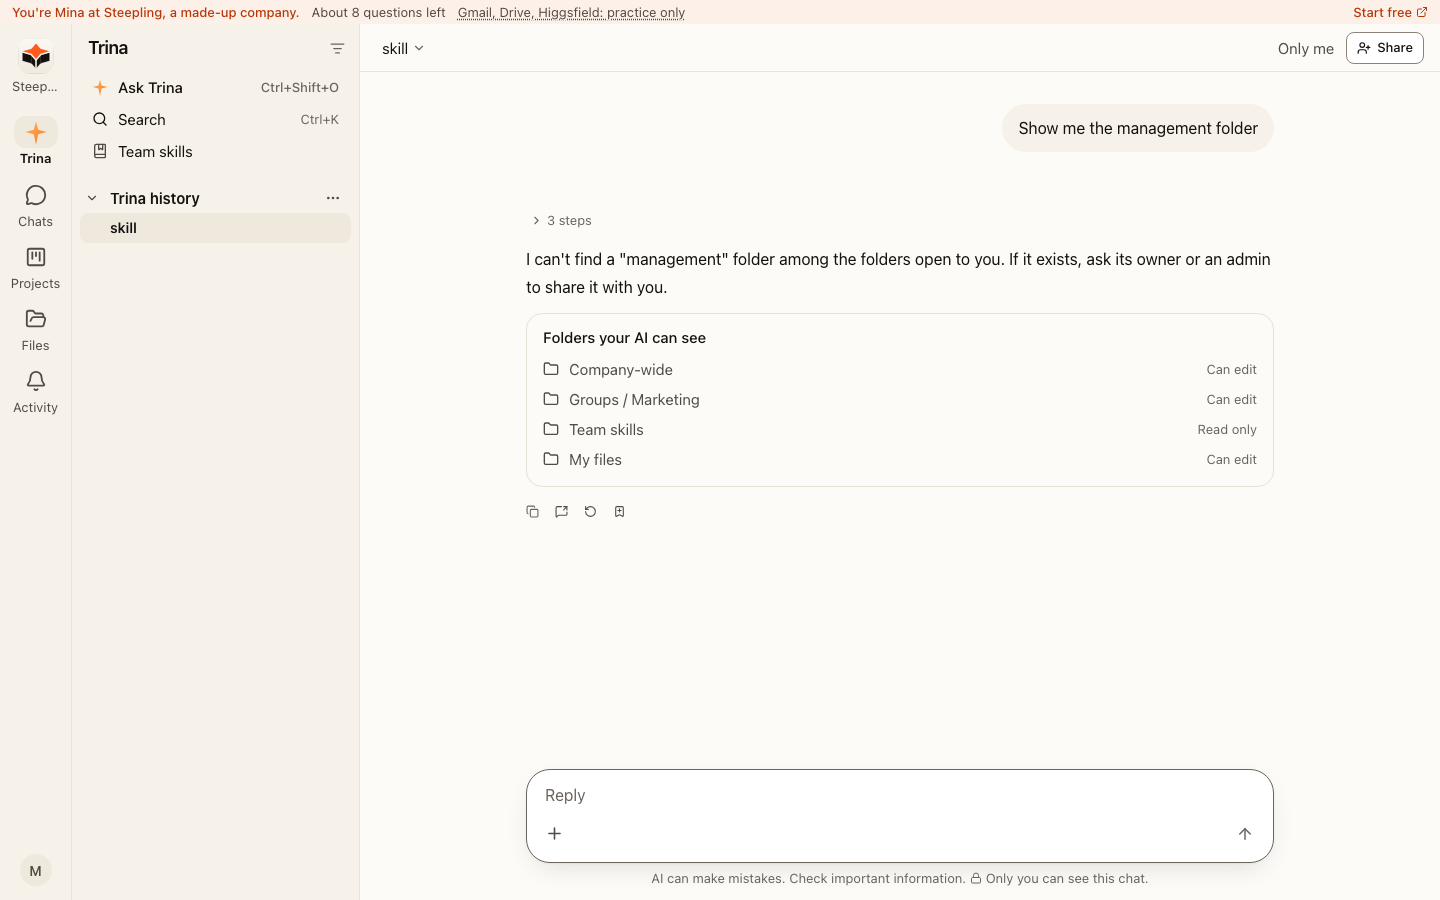 You're Mina at Steepling, a made-up company. About 8 questions left Gmail, Drive, Higgsfield: practice only Start free
Steep...
Trina
Chats
Projects
Files
Activity
M
Trina
Ask Trina Ctrl+Shift+O
Search Ctrl+K
Team skills
Trina history
skill
skill Only me Share
Show me the management folder
3 steps
I can't find a "management" folder among the folders open to you. If it exists, ask its owner or an admin
to share it with you.
Folders your AI can see
Company-wide Can edit
Groups / Marketing Can edit
Team skills Read only
My files Can edit
Reply
AI can make mistakes. Check important information. Only you can see this chat.